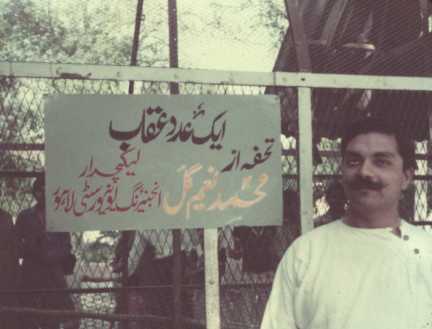 ایک عدد عقاب
تحفہ از
لیکچرار
محمد نعیم گل
انجینئرنگ یونیورسٹی لاہور